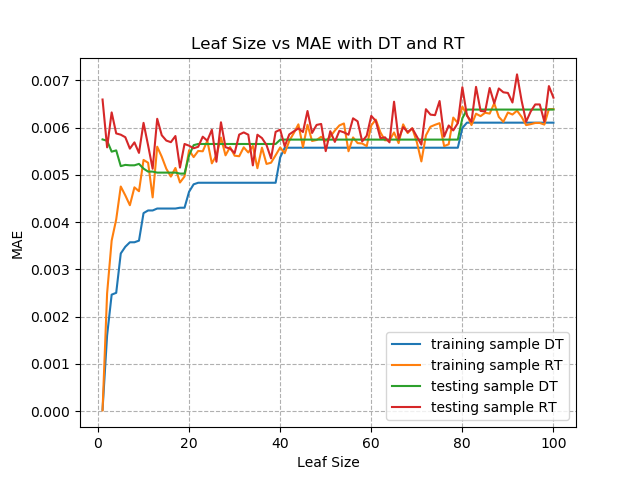 Leaf Size vs MAE with DT and RT
0.007
0.006
0.005
0.004
0.003
0.002
0.001
0.000
MAE
0 20 40 60 80 100
Leaf Size
training sample DT
training sample RT
testing sample DT
testing sample RT